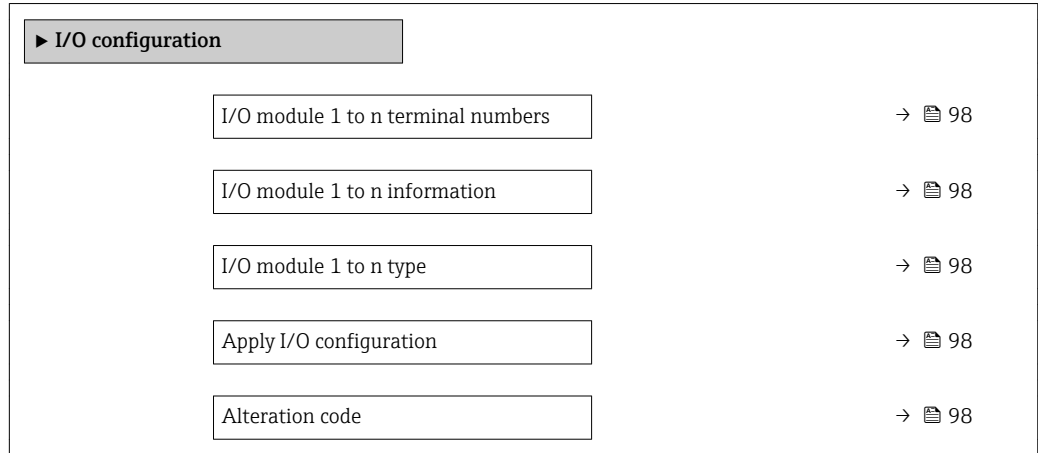 ► I/O configuration
I/O module 1 to n terminal numbers → 98
I/O module 1 to n information → 98
I/O module 1 to n type → 98
Apply I/O configuration → 98
Alteration code → 98